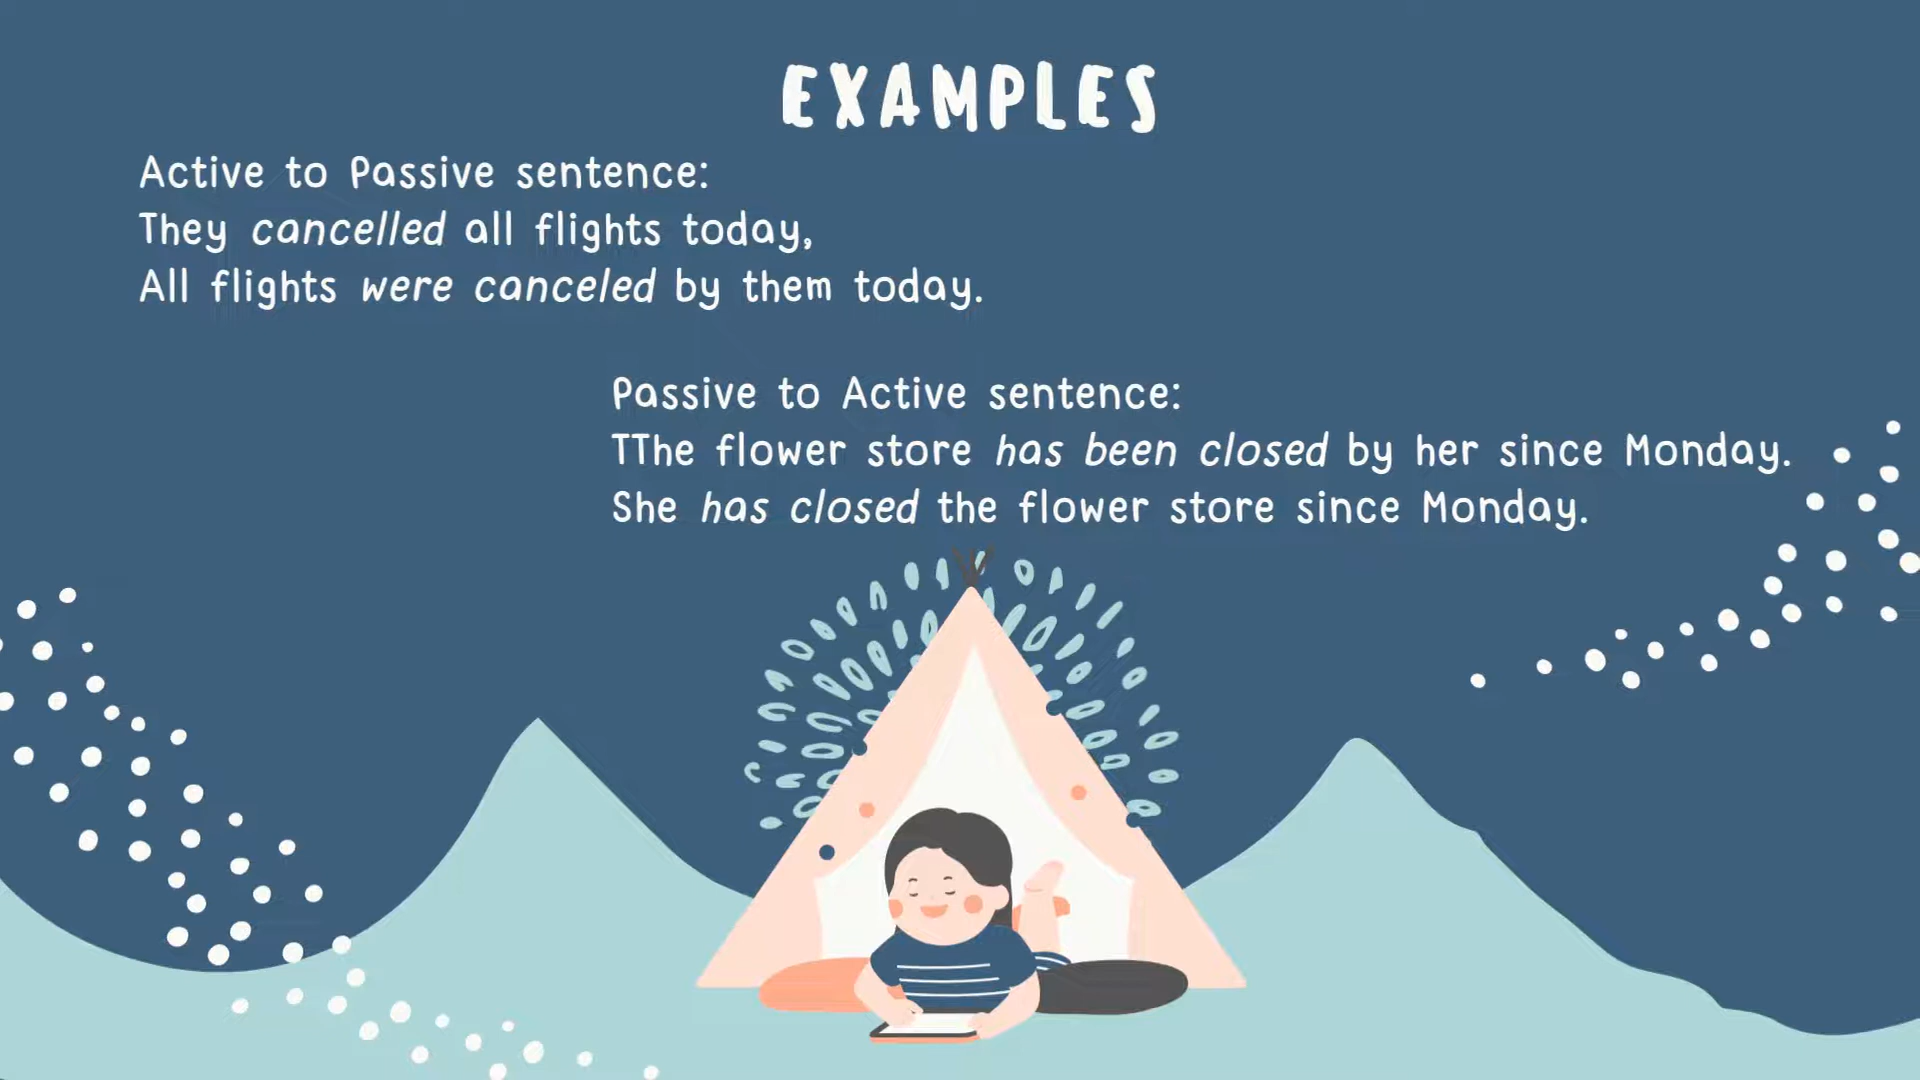 EXAMPLES
Active to Passive sentence:
They cancelled all flights today,
All flights were canceled by them today.
Passive to Active sentence:
TThe flower store has been closed by her since Monday.
She has closed the flower store since Monday.